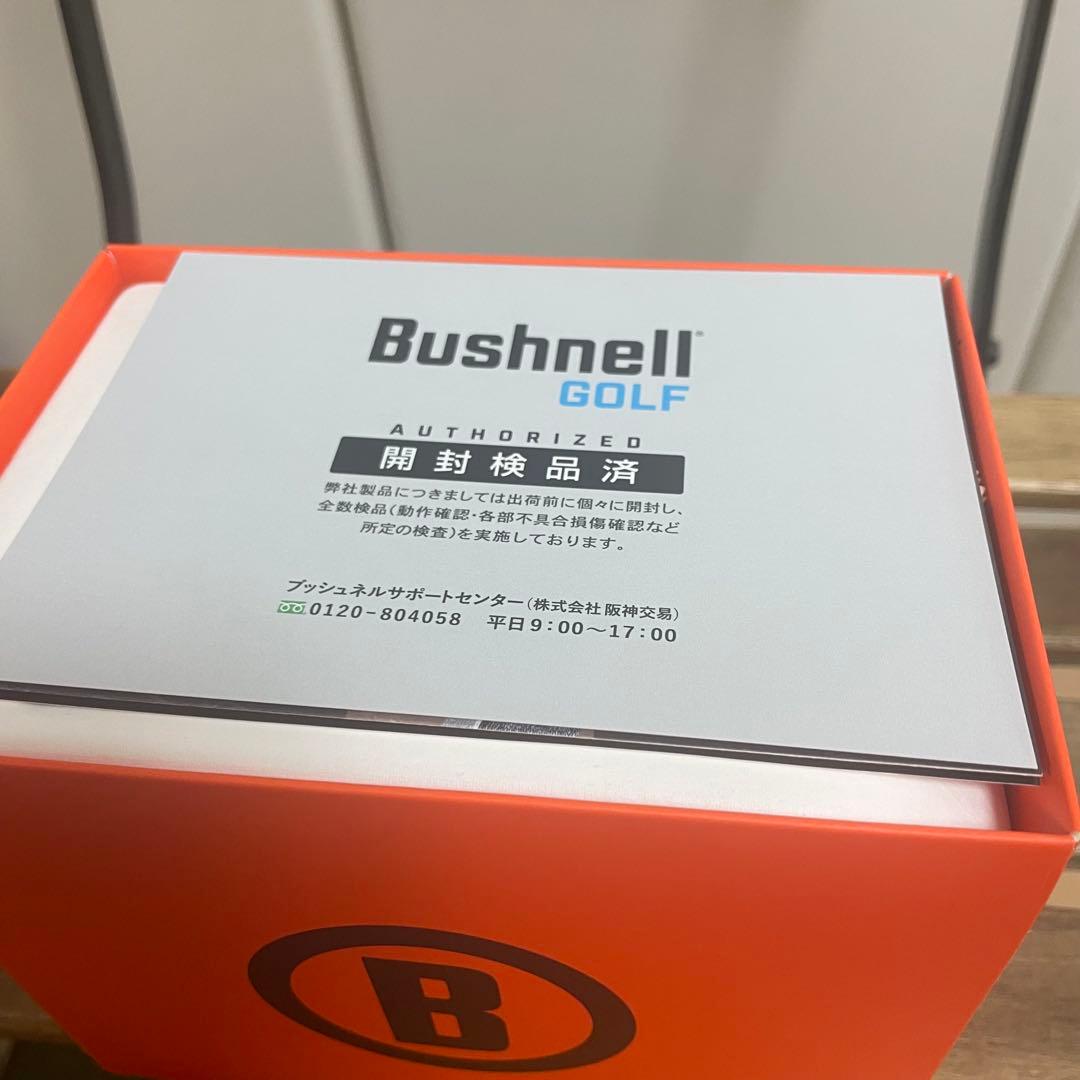 Bushnell®
GOLF
AUTHORIZED
開封検品済
弊社製品につきましては出荷前に個々に開封し、
全数検品(動作確認・各部不具合損傷確認など
所定の検査)を実施しております。
ブッシュネルサポートセンター(株式会社 阪神交易)
0120-804058 平日9:00〜17:00
B